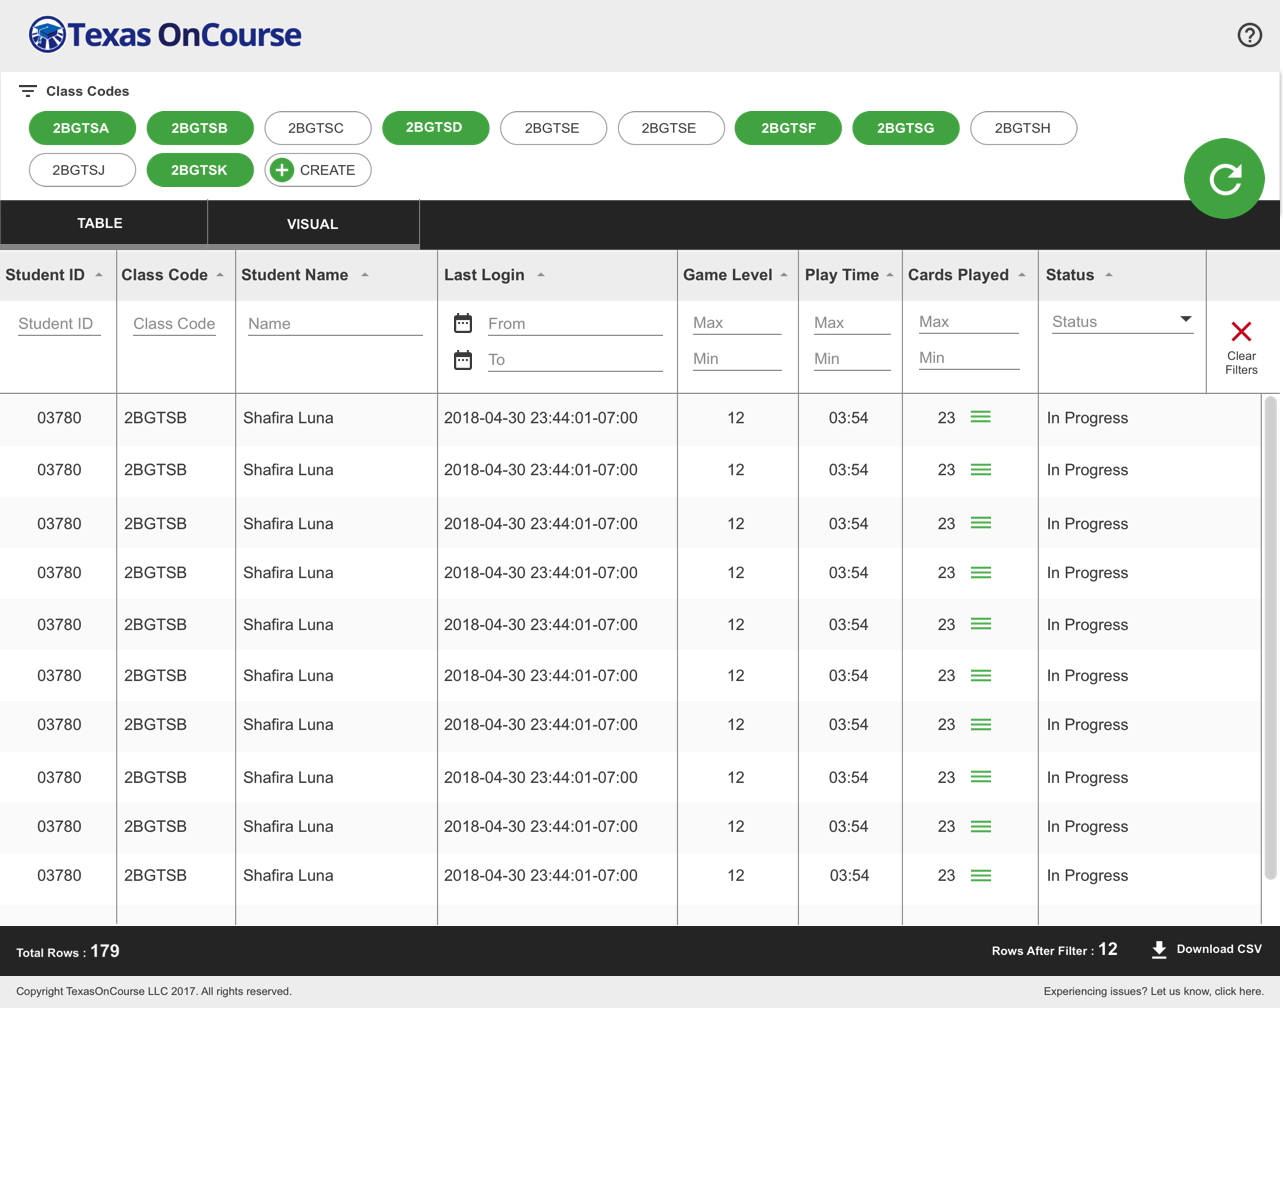 Texas OnCourse
Class Codes
2BGTSA 2BGTSB 2BGTSC 2BGTSD 2BGTSE 2BGTSE 2BGTSF 2BGTSG 2BGTSH
2BGTSJ 2BGTSK CREATE
TABLE VISUAL
Student ID Class Code Student Name Last Login Game Level Play Time Cards Played Status
Student ID Class Code Name From Max Max Max Status
To Min Min Min
Clear
Filters
03780 2BGTSB Shafira Luna 2018-04-30 23:44:01-07:00 12 03:54 23 In Progress
03780 2BGTSB Shafira Luna 2018-04-30 23:44:01-07:00 12 03:54 23 In Progress
03780 2BGTSB Shafira Luna 2018-04-30 23:44:01-07:00 12 03:54 23 In Progress
03780 2BGTSB Shafira Luna 2018-04-30 23:44:01-07:00 12 03:54 23 In Progress
03780 2BGTSB Shafira Luna 2018-04-30 23:44:01-07:00 12 03:54 23 In Progress
03780 2BGTSB Shafira Luna 2018-04-30 23:44:01-07:00 12 03:54 23 In Progress
03780 2BGTSB Shafira Luna 2018-04-30 23:44:01-07:00 12 03:54 23 In Progress
03780 2BGTSB Shafira Luna 2018-04-30 23:44:01-07:00 12 03:54 23 In Progress
03780 2BGTSB Shafira Luna 2018-04-30 23:44:01-07:00 12 03:54 23 In Progress
03780 2BGTSB Shafira Luna 2018-04-30 23:44:01-07:00 12 03:54 23 In Progress
Total Rows : 179 Rows After Filter : 12 Download CSV
Copyright TexasOnCourse LLC 2017. All rights reserved. Experiencing issues? Let us know, click here.